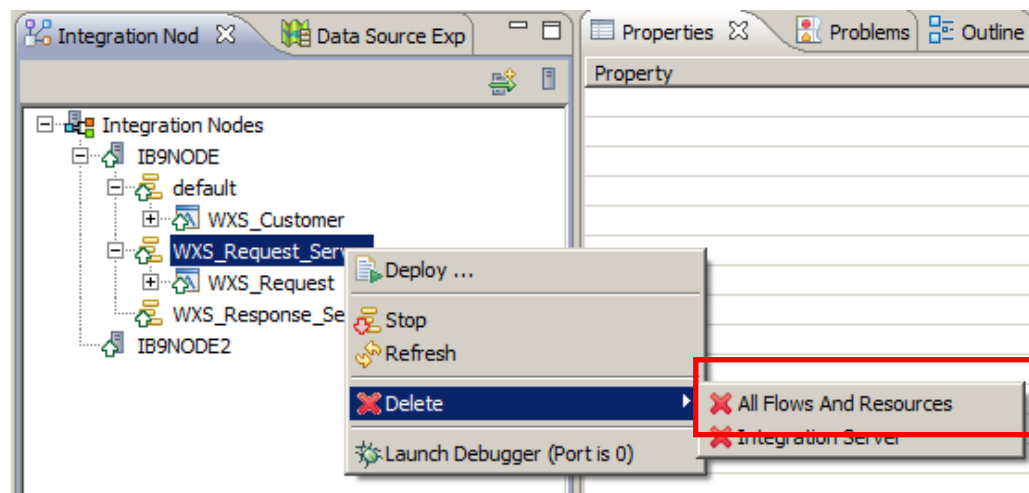 Integration Nod
Data Source Exp
Properties
Problems
Outline
Property
Integration Nodes
IB9NODE
default
WXS_Customer
WXS_Request_Serv
WXS_Request
WXS_Response_Se
IB9NODE2
Deploy ...
Stop
Refresh
Delete
Launch Debugger (Port is 0)
All Flows And Resources
Integration Server